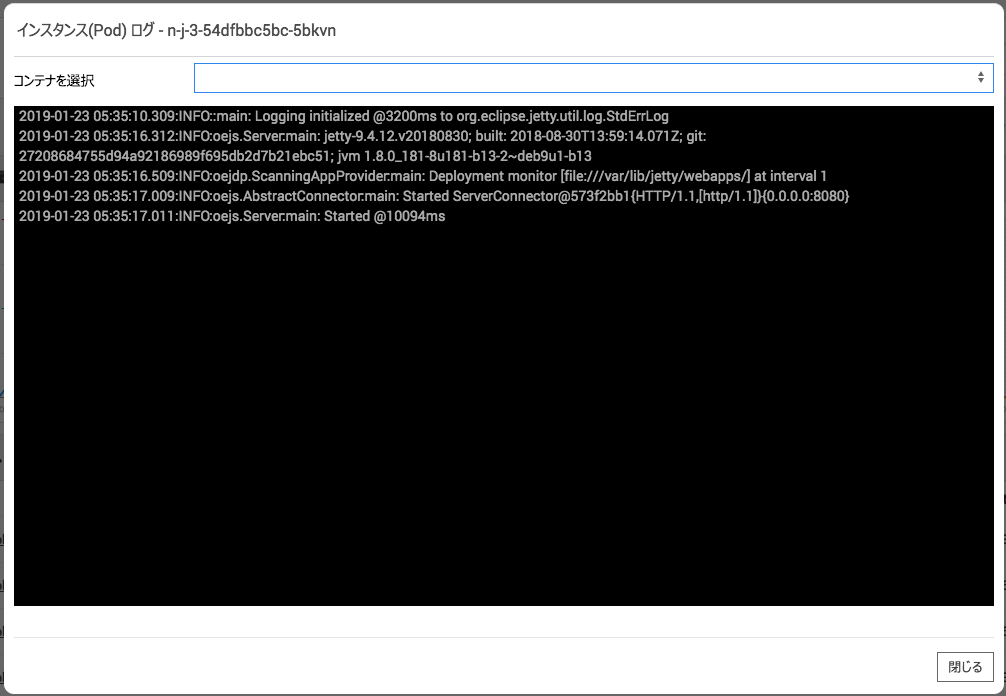 インスタンス(Pod) ログ - n-j-3-54dfbbc5bc-5bkvn
コンテナを選択
2019-01-23 05:35:10.309:INFO::main: Logging initialized @3200ms to org.eclipse.jetty.util.log.StdErrLog
2019-01-23 05:35:16.312:INFO:oejs.Server:main: jetty-9.4.12.v20180830; built: 2018-08-30T13:59:14.071Z; git:
27208684755d94a92186989f695db2d7b21ebc51; jvm 1.8.0_181-8u181-b13-2~deb9u1-b13
2019-01-23 05:35:16.509:INFO:oejdp.ScanningAppProvider:main: Deployment monitor [file:///var/lib/jetty/webapps/] at interval 1
2019-01-23 05:35:17.009:INFO:oejs.AbstractConnector:main: Started ServerConnector@573f2bb1{HTTP/1.1,[http/1.1]}{0.0.0.0:8080}
2019-01-23 05:35:17.011:INFO:oejs.Server:main: Started @10094ms
閉じる